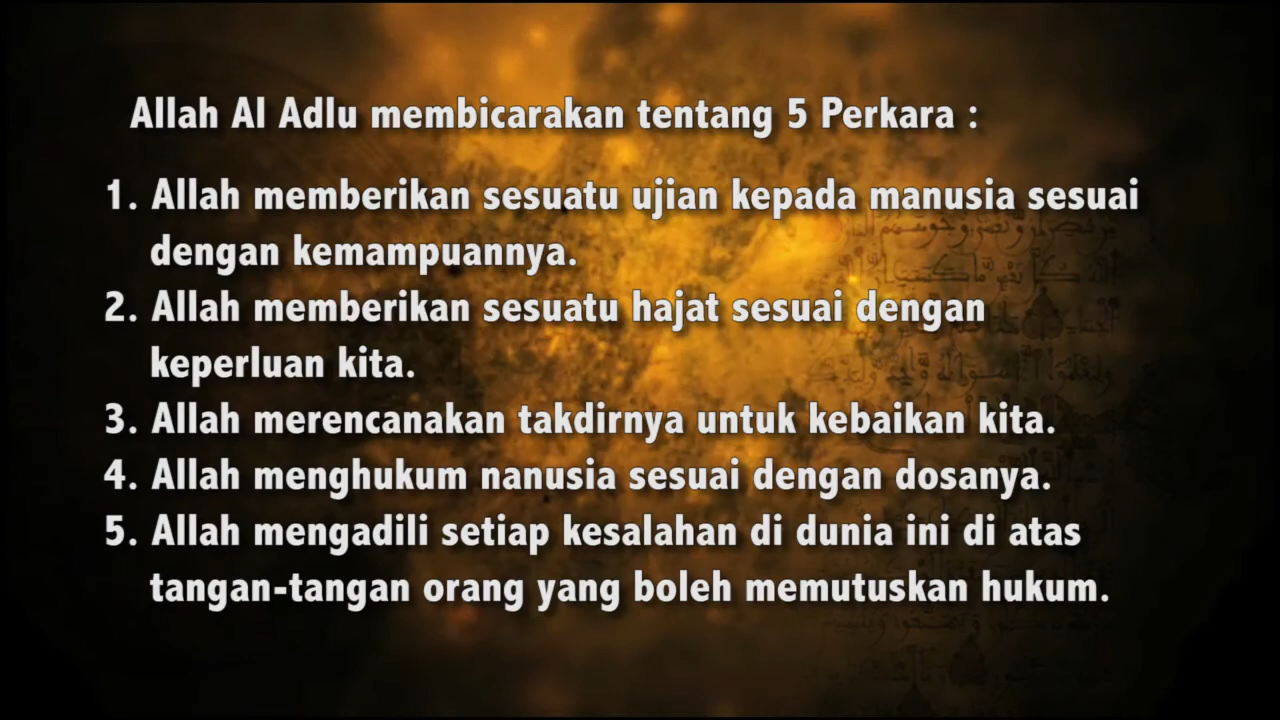 Allah Al Adlu membicarakan tentang 5 Perkara :
1. Allah memberikan sesuatu ujian kepada manusia sesuai
dengan kemampuannya.
2. Allah memberikan sesuatu hajat sesuai dengan
keperluan kita.
3. Allah merencanakan takdirnya untuk kebaikan kita.
4. Allah menghukum nanusia sesuai dengan dosanya.
5. Allah mengadili setiap kesalahan di dunia ini di atas
tangan-tangan orang yang boleh memutuskan hukum.